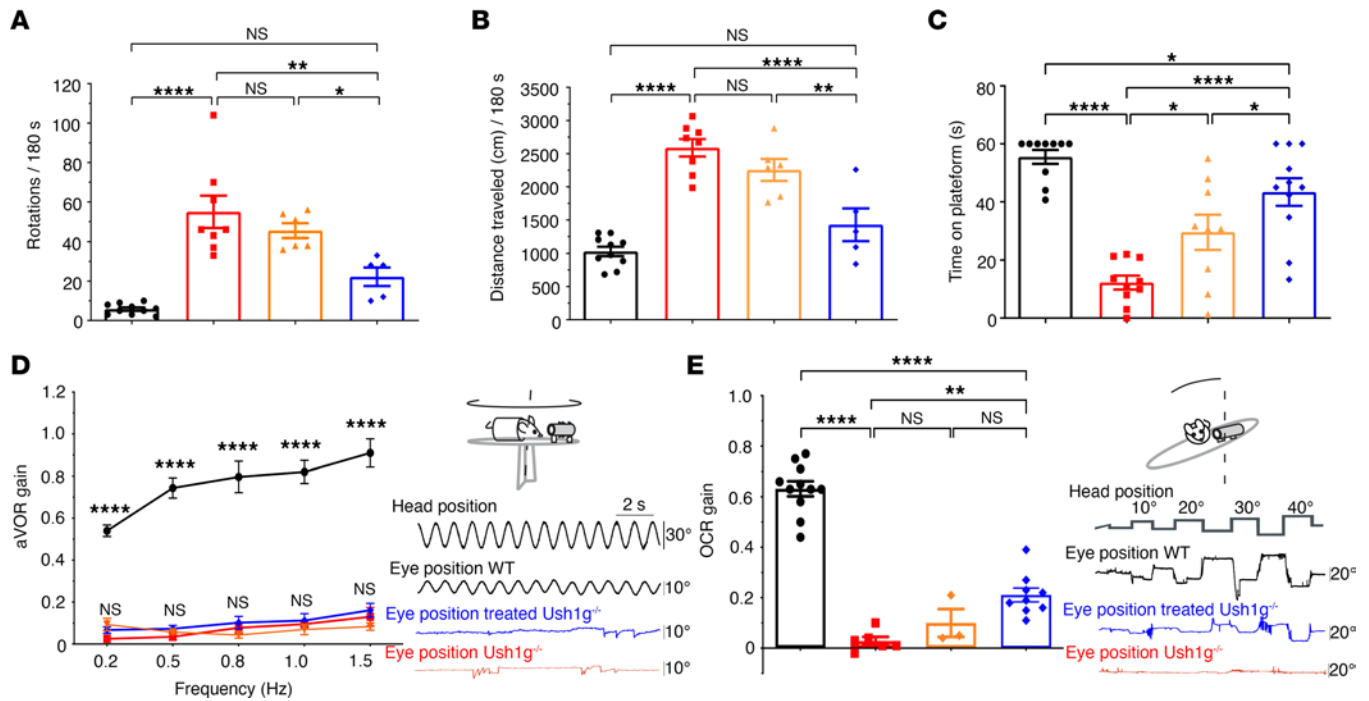 A
NS
**
****
NS
*
120
100
80
60
40
20
0
Rotations / 180 s
B
NS
****
****
NS
**
3500
3000
2500
2000
1500
1000
500
0
Distance traveled (cm) / 180 s
C
*
****
****
*
*
80
60
40
20
0
Time on plateform (s)
D
1.2
1.0
0.8
0.6
0.4
0.2
0
aVOR gain
****
****
****
****
****
NS
NS
NS
NS
NS
0.2
0.5
0.8
1.0
1.5
Frequency (Hz)
Head position
2 s
30°
Eye position WT
10°
Eye position treated Ush1g-/-
10°
Eye position Ush1g-/-
10°
E
****
**
****
NS
NS
1.0
0.8
0.6
0.4
0.2
0
OCR gain
Head position
10°
20°
30°
40°
Eye position WT
20°
Eye position treated Ush1g-/-
20°
Eye position Ush1g-/-
20°